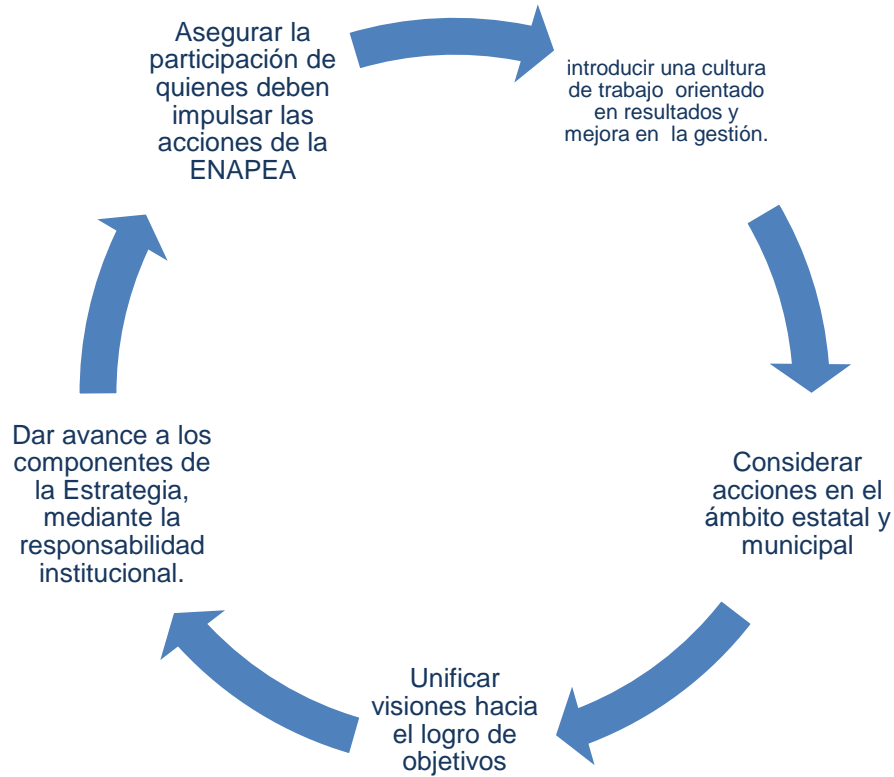 Asegurar la
participación de
quienes deben
impulsar las
acciones de la
ENAPEA
introducir una cultura
de trabajo orientado
en resultados y
mejora en la gestión.
Considerar
acciones en el
ámbito estatal y
municipal
Unificar
visiones hacia
el logro de
objetivos
Dar avance a los
componentes de
la Estrategia,
mediante la
responsabilidad
institucional.